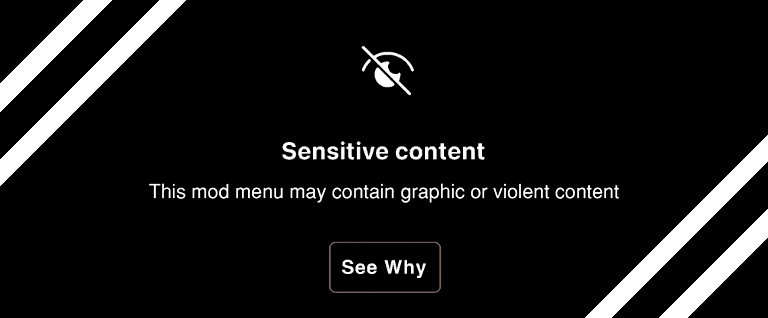 Sensitive content
This mod menu may contain graphic or violent content
See Why